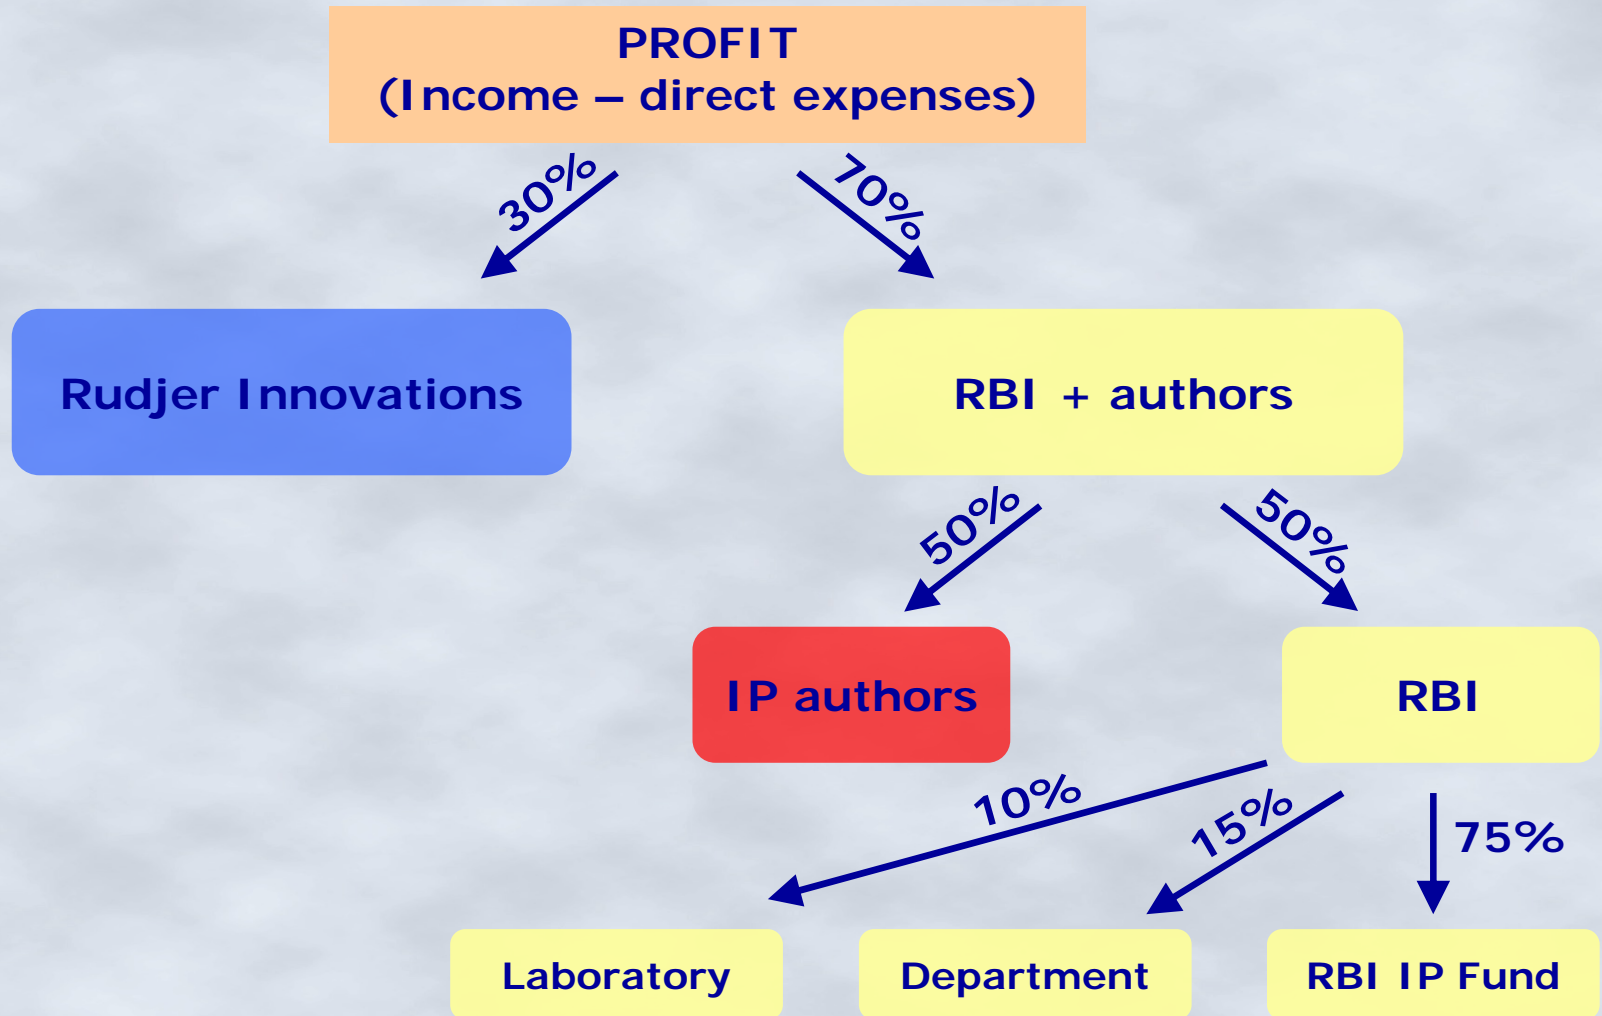 PROFIT
(Income – direct expenses)
30%
70%
Rudjer Innovations
RBI + authors
50%
50%
IP authors
RBI
10%
15%
75%
Laboratory
Department
RBI IP Fund